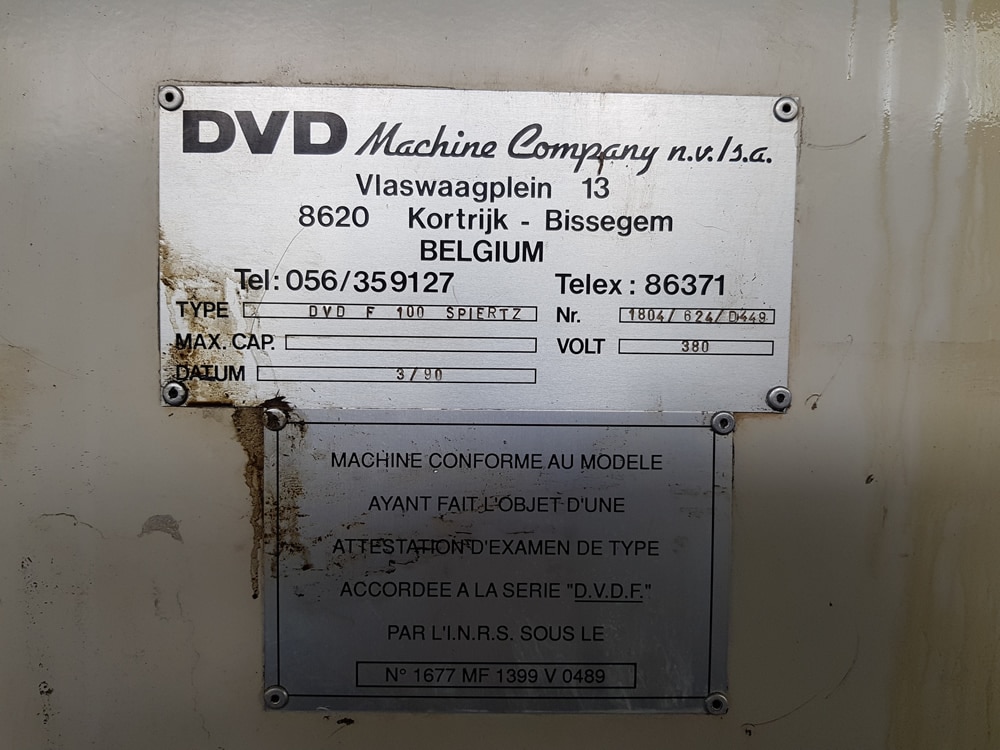 DVD Machine Company n.v./s.a.
Vlaswaagplein 13
8620 Kortrijk - Bissegem
BELGIUM
Tel: 056/359127 Telex: 86371
TYPE DVD F 100 SPIERTZ Nr. 1804/624/D449
MAX. CAP. VOLT 380
DATUM 3/90
MACHINE CONFORME AU MODELE
AYANT FAIT L'OBJET D'UNE
ATTESTATION D'EXAMEN DE TYPE
ACCORDEE A LA SERIE "D.V.D.F."
PAR L'I.N.R.S. SOUS LE
N° 1677 MF 1399 V 0489